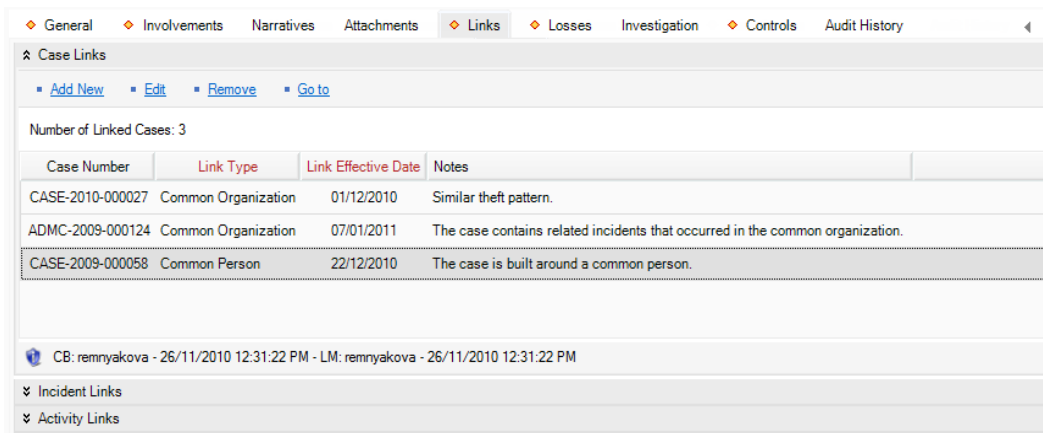 General Involvements Narratives Attachments Links Losses Investigation Controls Audit History
Case Links
Add New Edit Remove Go to
Number of Linked Cases: 3
Case Number Link Type Link Effective Date Notes
CASE-2010-000027 Common Organization 01/12/2010 Similar theft pattern.
ADMC-2009-000124 Common Organization 07/01/2011 The case contains related incidents that occurred in the common organization.
CASE-2009-000058 Common Person 22/12/2010 The case is built around a common person.
CB: remnyakova - 26/11/2010 12:31:22 PM - LM: remnyakova - 26/11/2010 12:31:22 PM
Incident Links
Activity Links